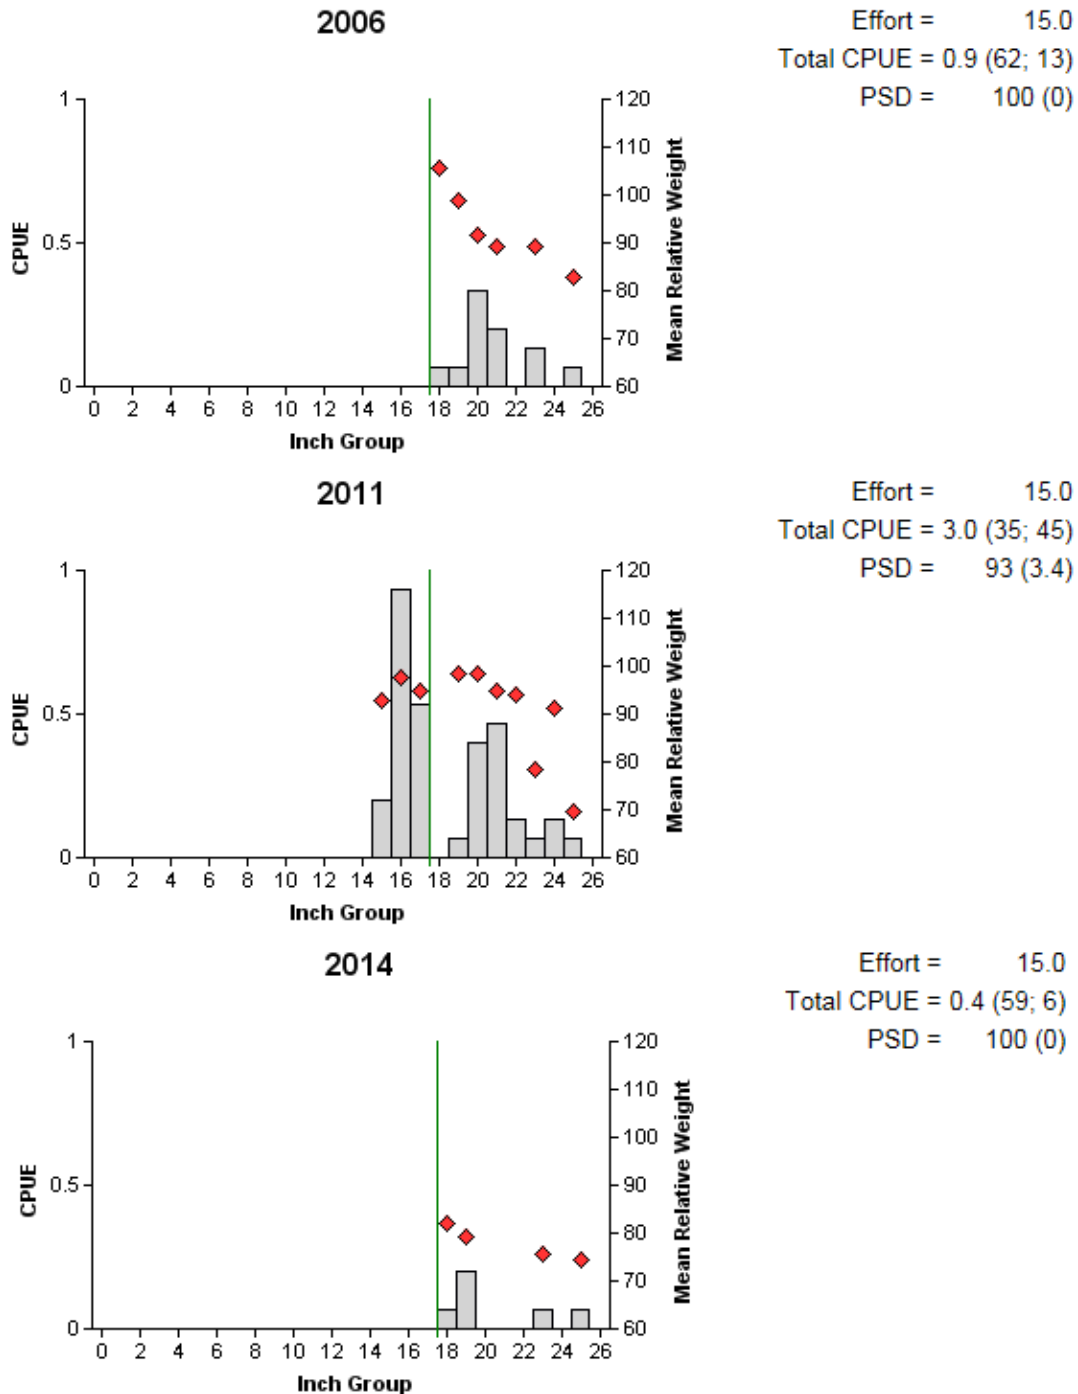 2006
Effort = 15.0
Total CPUE = 0.9 (62; 13)
PSD = 100 (0)
1
0.5
0
CPUE
120
110
100
90
80
70
60
Mean Relative Weight
0 2 4 6 8 10 12 14 16 18 20 22 24 26
Inch Group
2011
Effort = 15.0
Total CPUE = 3.0 (35; 45)
PSD = 93 (3.4)
1
0.5
0
CPUE
120
110
100
90
80
70
60
Mean Relative Weight
0 2 4 6 8 10 12 14 16 18 20 22 24 26
Inch Group
2014
Effort = 15.0
Total CPUE = 0.4 (59; 6)
PSD = 100 (0)
1
0.5
0
CPUE
120
110
100
90
80
70
60
Mean Relative Weight
0 2 4 6 8 10 12 14 16 18 20 22 24 26
Inch Group